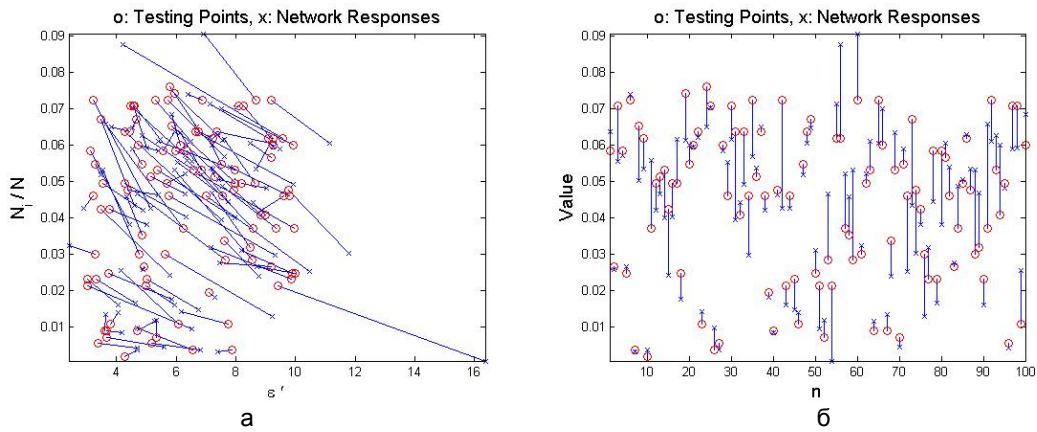 o: Testing Points, x: Network Responses
0.09
0.08
0.07
0.06
0.05
0.04
0.03
0.02
0.01
N_i / N
4 6 8 10 12 14 16
ε ′
а
o: Testing Points, x: Network Responses
0.09
0.08
0.07
0.06
0.05
0.04
0.03
0.02
0.01
Value
10 20 30 40 50 60 70 80 90 100
n
б